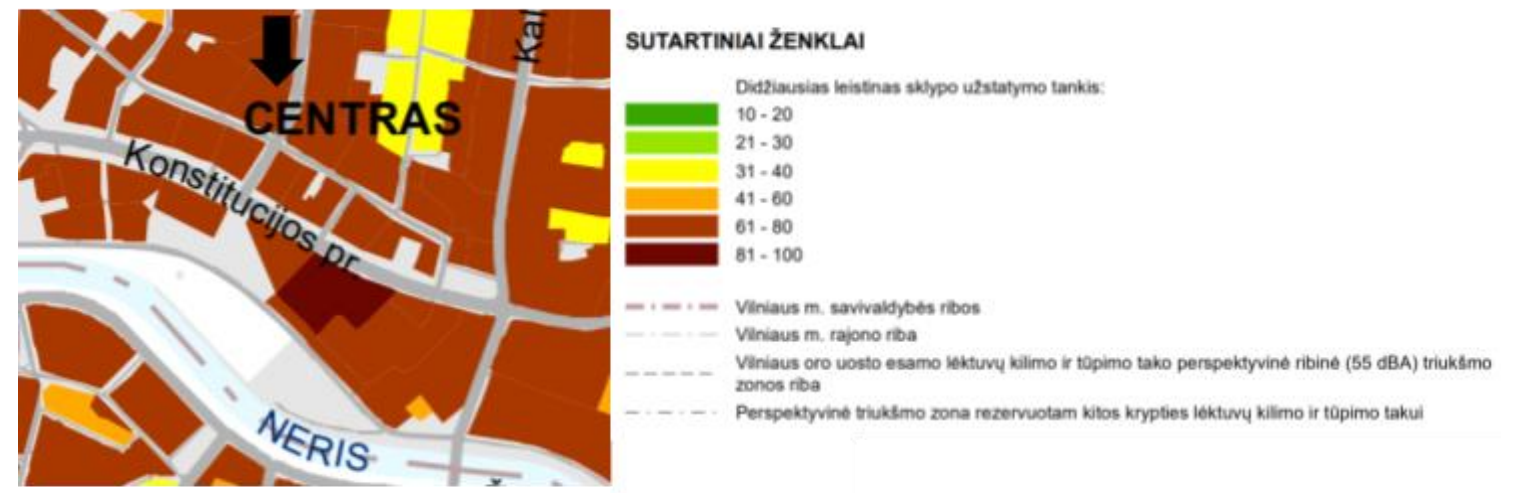 Kal
CENTRAS
Konstitucijos pr.
NERIS
SUTARTINIAI ŽENKLAI
Didžiausias leistinas sklypo užstatymo tankis:
10 - 20
21 - 30
31 - 40
41 - 60
61 - 80
81 - 100
Vilniaus m. savivaldybės ribos
Vilniaus m. rajono riba
Vilniaus oro uosto esamo lėktuvų kilimo ir tūpimo tako perspektyvinė ribinė (55 dBA) triukšmo
zonos riba
Perspektyvinė triukšmo zona rezervuotam kitos krypties lėktuvų kilimo ir tūpimo takui